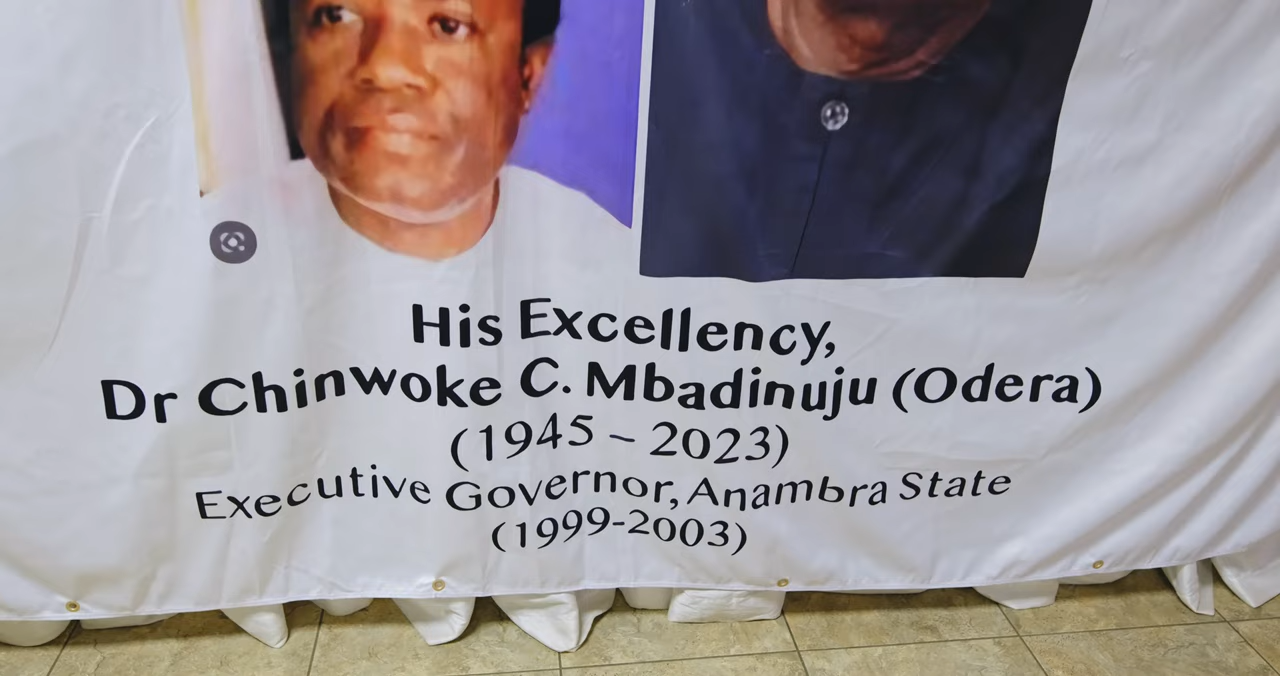 His Excellency,
Dr Chinwoke C. Mbadinuju (Odera)
(1945 – 2023)
Executive Governor, Anambra State
(1999-2003)